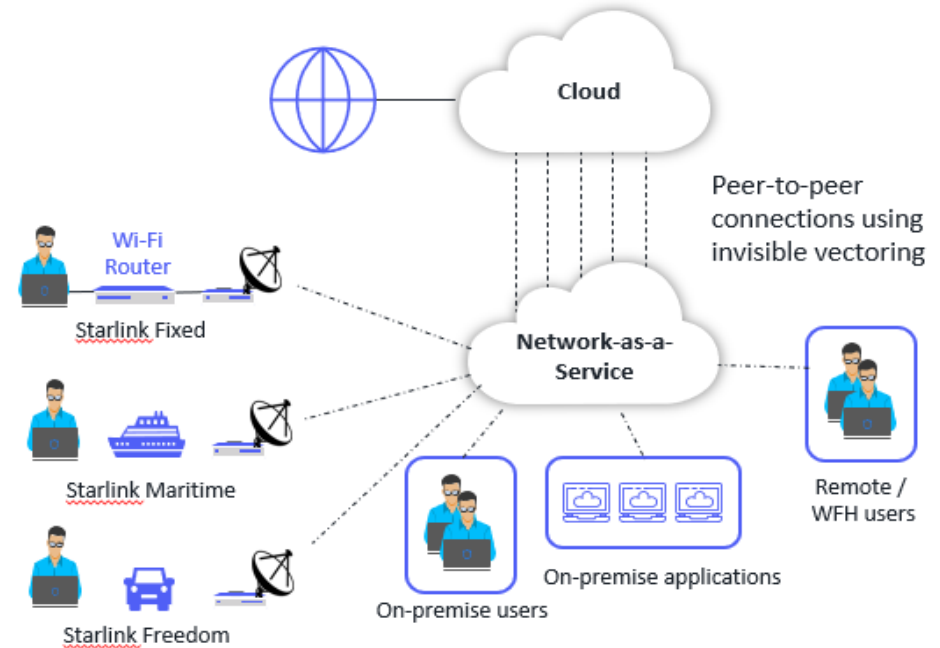 Cloud
Peer-to-peer
connections using
invisible vectoring
Wi-Fi
Router
Starlink Fixed
Network-as-a-
Service
Starlink Maritime
Remote /
WFH users
On-premise applications
On-premise users
Starlink Freedom